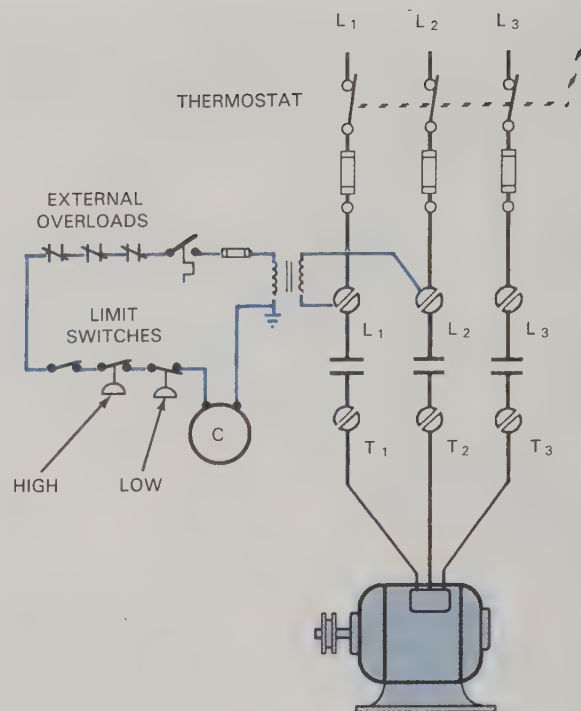 L1 L2 L3
THERMOSTAT
EXTERNAL
OVERLOADS
LIMIT
SWITCHES
L1 L2 L3
C
T1 T2 T3
HIGH LOW